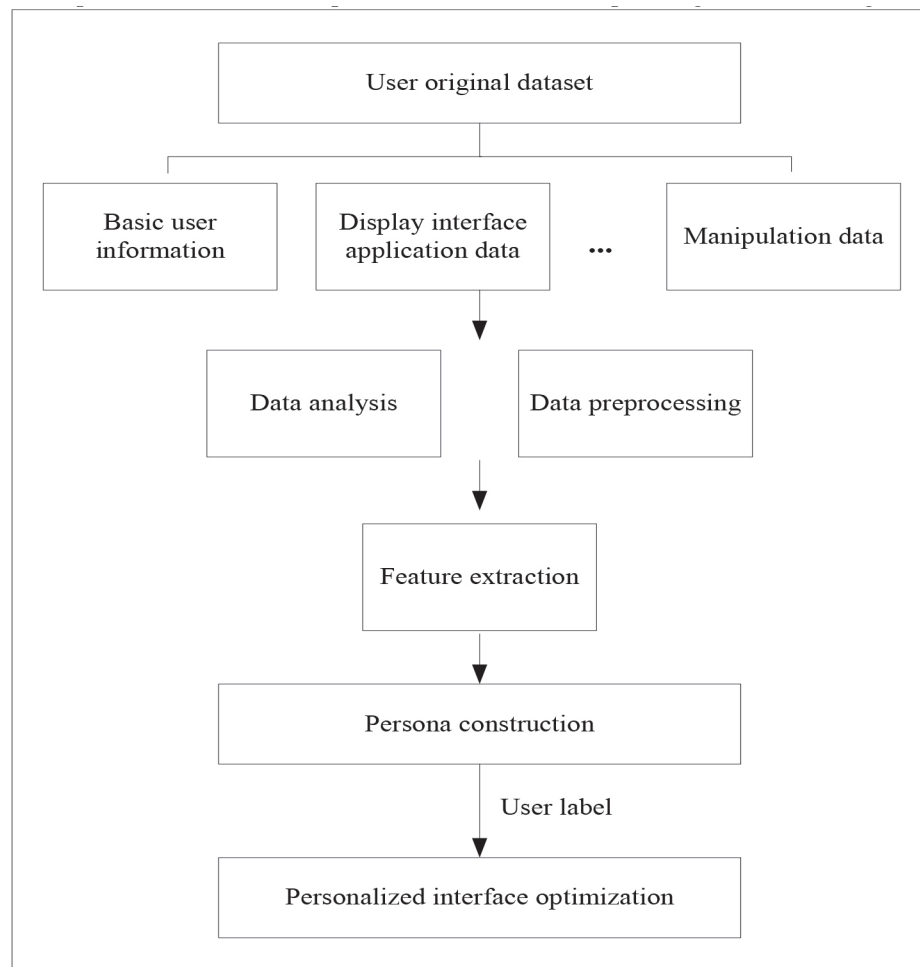 User original dataset
Basic user
information
Display interface
application data
...
Manipulation data
Data analysis
Data preprocessing
Feature extraction
Persona construction
User label
Personalized interface optimization